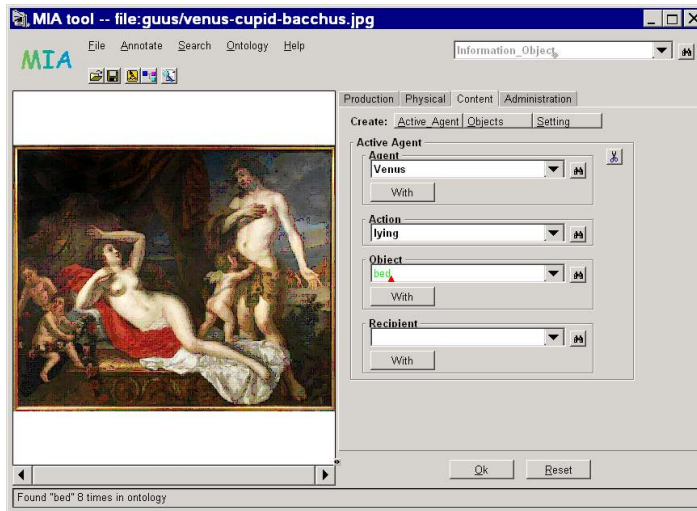 MIA tool -- file:guus/venus-cupid-bacchus.jpg
MIA
File Annotate Search Ontology Help
Information_Object
Production Physical Content Administration
Create: Active_Agent Objects Setting
Active Agent
Agent
Venus
With
Action
lying
Object
bed
With
Recipient
With
Ok Reset
Found "bed" 8 times in ontology